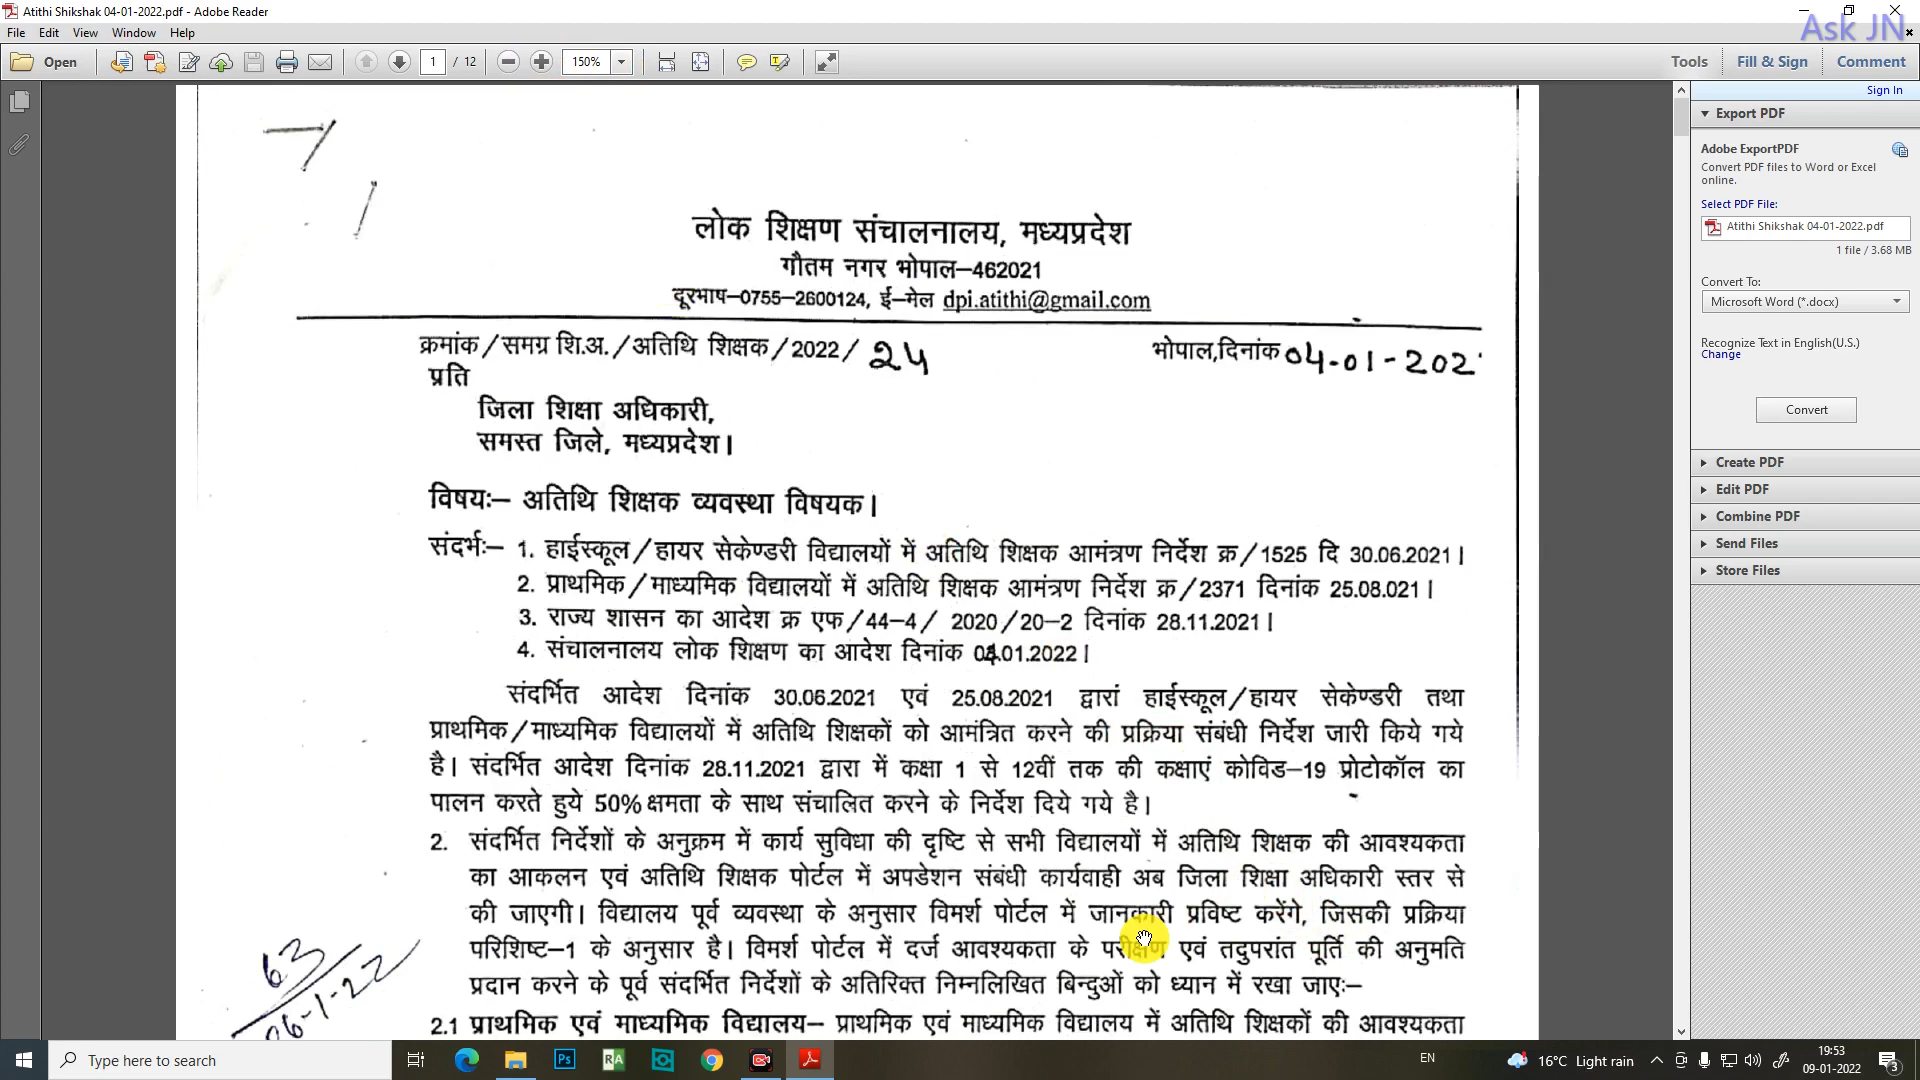 Atithi Shikshak 04-01-2022.pdf - Adobe Reader
Ask JN
File Edit View Window Help
Open 1 / 12 150% Tools Fill & Sign Comment
Sign In
Export PDF
Adobe ExportPDF
Convert PDF files to Word or Excel
online.
Select PDF File:
Atithi Shikshak 04-01-2022.pdf
1 file / 3.68 MB
Convert To:
Microsoft Word (*.docx)
Recognize Text in English(U.S.)
Change
Convert
Create PDF
Edit PDF
Combine PDF
Send Files
Store Files
लोक शिक्षण संचालनालय, मध्यप्रदेश
गौतम नगर भोपाल–462021
दूरभाष–0755–2600124, ई–मेल dpi.atithi@gmail.com
क्रमांक/समग्र शि.अ./अतिथि शिक्षक/2022/ 24 भोपाल,दिनांक 04-01-202
प्रति
जिला शिक्षा अधिकारी,
समस्त जिले, मध्यप्रदेश।
विषयः– अतिथि शिक्षक व्यवस्था विषयक।
संदर्भः– 1. हाईस्कूल/हायर सेकेण्डरी विद्यालयों में अतिथि शिक्षक आमंत्रण निर्देश क्र/1525 दि 30.06.2021।
2. प्राथमिक/माध्यमिक विद्यालयों में अतिथि शिक्षक आमंत्रण निर्देश क्र/2371 दिनांक 25.08.021।
3. राज्य शासन का आदेश क्र एफ/44–4/ 2020/20–2 दिनांक 28.11.2021।
4. संचालनालय लोक शिक्षण का आदेश दिनांक 04.01.2022।
संदर्भित आदेश दिनांक 30.06.2021 एवं 25.08.2021 द्वारां हाईस्कूल/हायर सेकेण्डरी तथा
प्राथमिक/माध्यमिक विद्यालयों में अतिथि शिक्षकों को आमंत्रित करने की प्रक्रिया संबंधी निर्देश जारी किये गये
है। संदर्भित आदेश दिनांक 28.11.2021 द्वारा में कक्षा 1 से 12वीं तक की कक्षाएं कोविड–19 प्रोटोकॉल का
पालन करते हुये 50% क्षमता के साथ संचालित करने के निर्देश दिये गये है।
2. संदर्भित निर्देशों के अनुक्रम में कार्य सुविधा की दृष्टि से सभी विद्यालयों में अतिथि शिक्षक की आवश्यकता
का आकलन एवं अतिथि शिक्षक पोर्टल में अपडेशन संबंधी कार्यवाही अब जिला शिक्षा अधिकारी स्तर से
की जाएगी। विद्यालय पूर्व व्यवस्था के अनुसार विमर्श पोर्टल में जानकारी प्रविष्ट करेंगे, जिसकी प्रक्रिया
परिशिष्ट–1 के अनुसार है। विमर्श पोर्टल में दर्ज आवश्यकता के परीक्षण एवं तदुपरांत पूर्ति की अनुमति
प्रदान करने के पूर्व संदर्भित निर्देशों के अतिरिक्त निम्नलिखित बिन्दुओं को ध्यान में रखा जाएः–
63
06-1-22
2.1 प्राथमिक एवं माध्यमिक विद्यालय– प्राथमिक एवं माध्यमिक विद्यालय में अतिथि शिक्षकों की आवश्यकता
Type here to search
Ps
RA
EN
16°C Light rain
19:53
09-01-2022
3